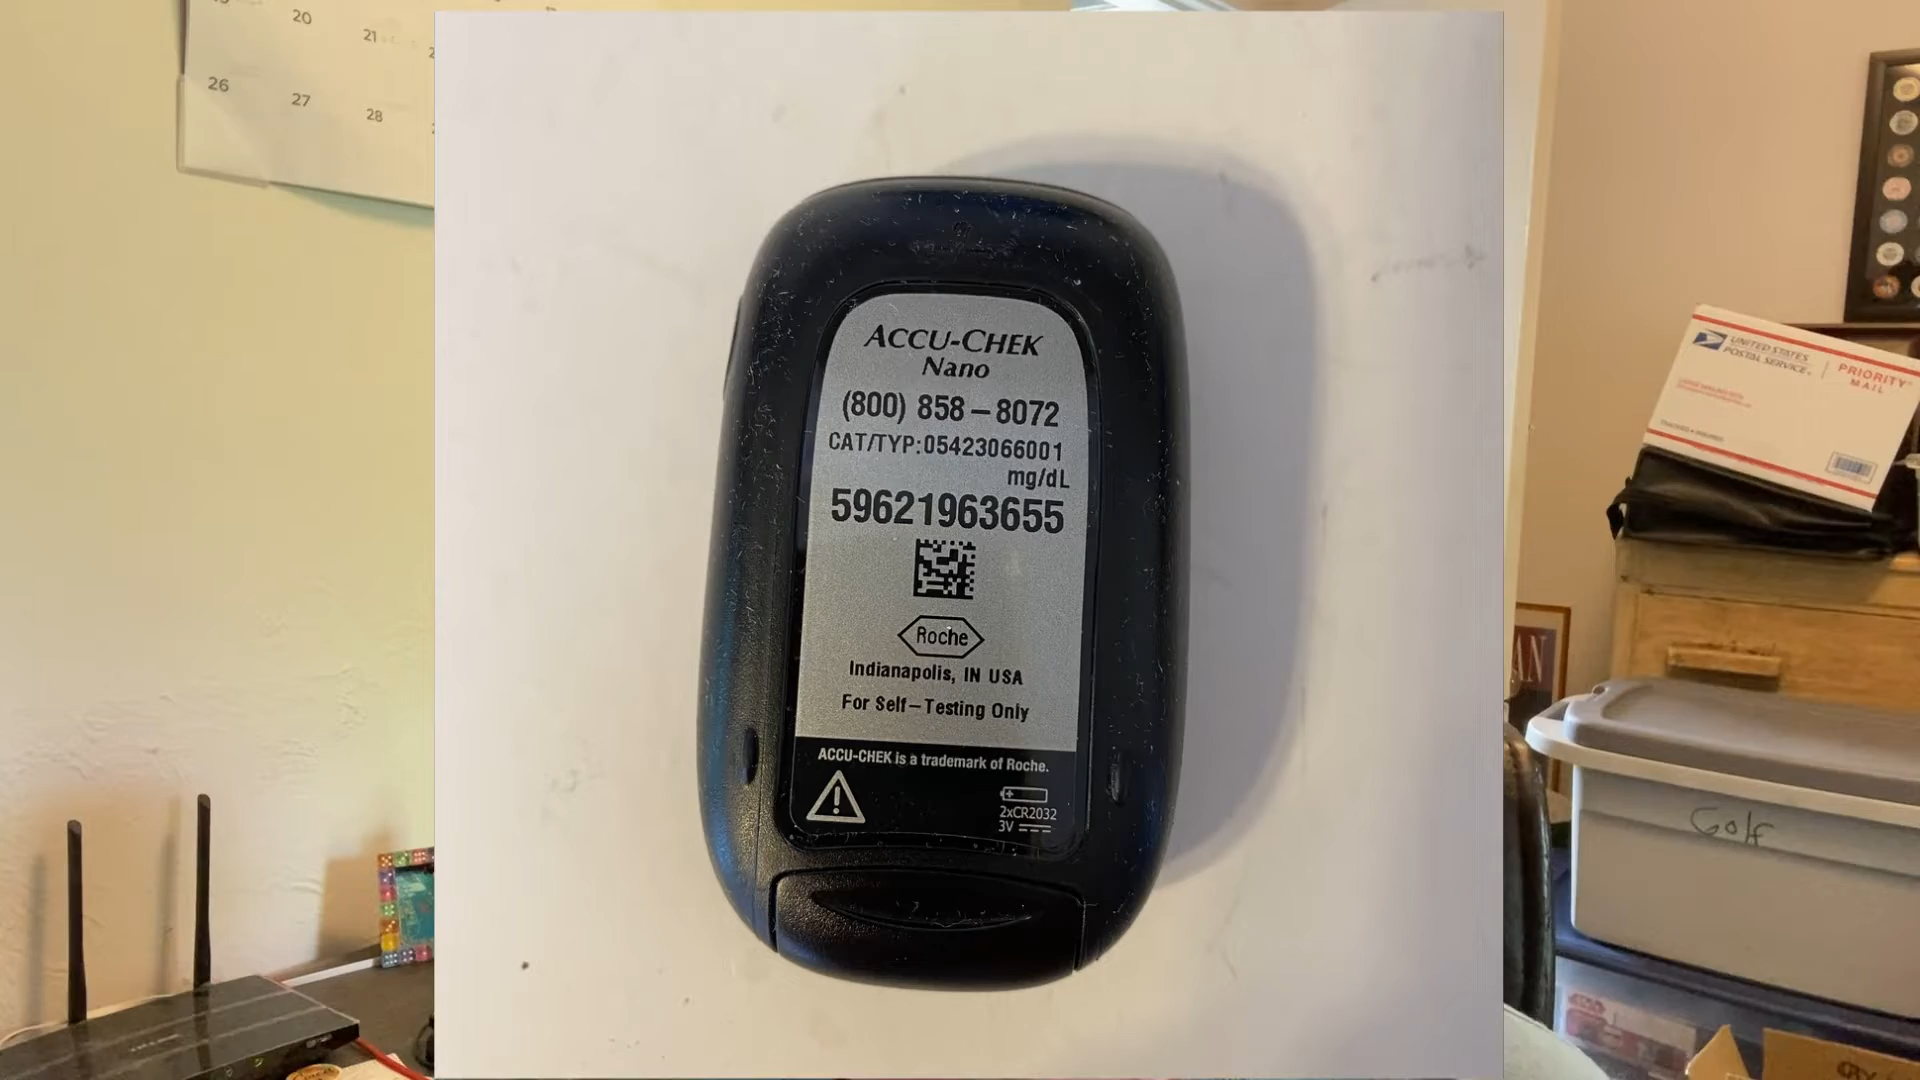 20
21
26
27
28
ACCU-CHEK
Nano
(800) 858-8072
CAT/TYP:05423066001
mg/dL
59621963655
Roche
Indianapolis, IN USA
For Self-Testing Only
ACCU-CHEK is a trademark of Roche.
2xCR2032
3V
UNITED STATES
POSTAL SERVICE®
PRIORITY®
MAIL
TRACKED • INSURED
Golf